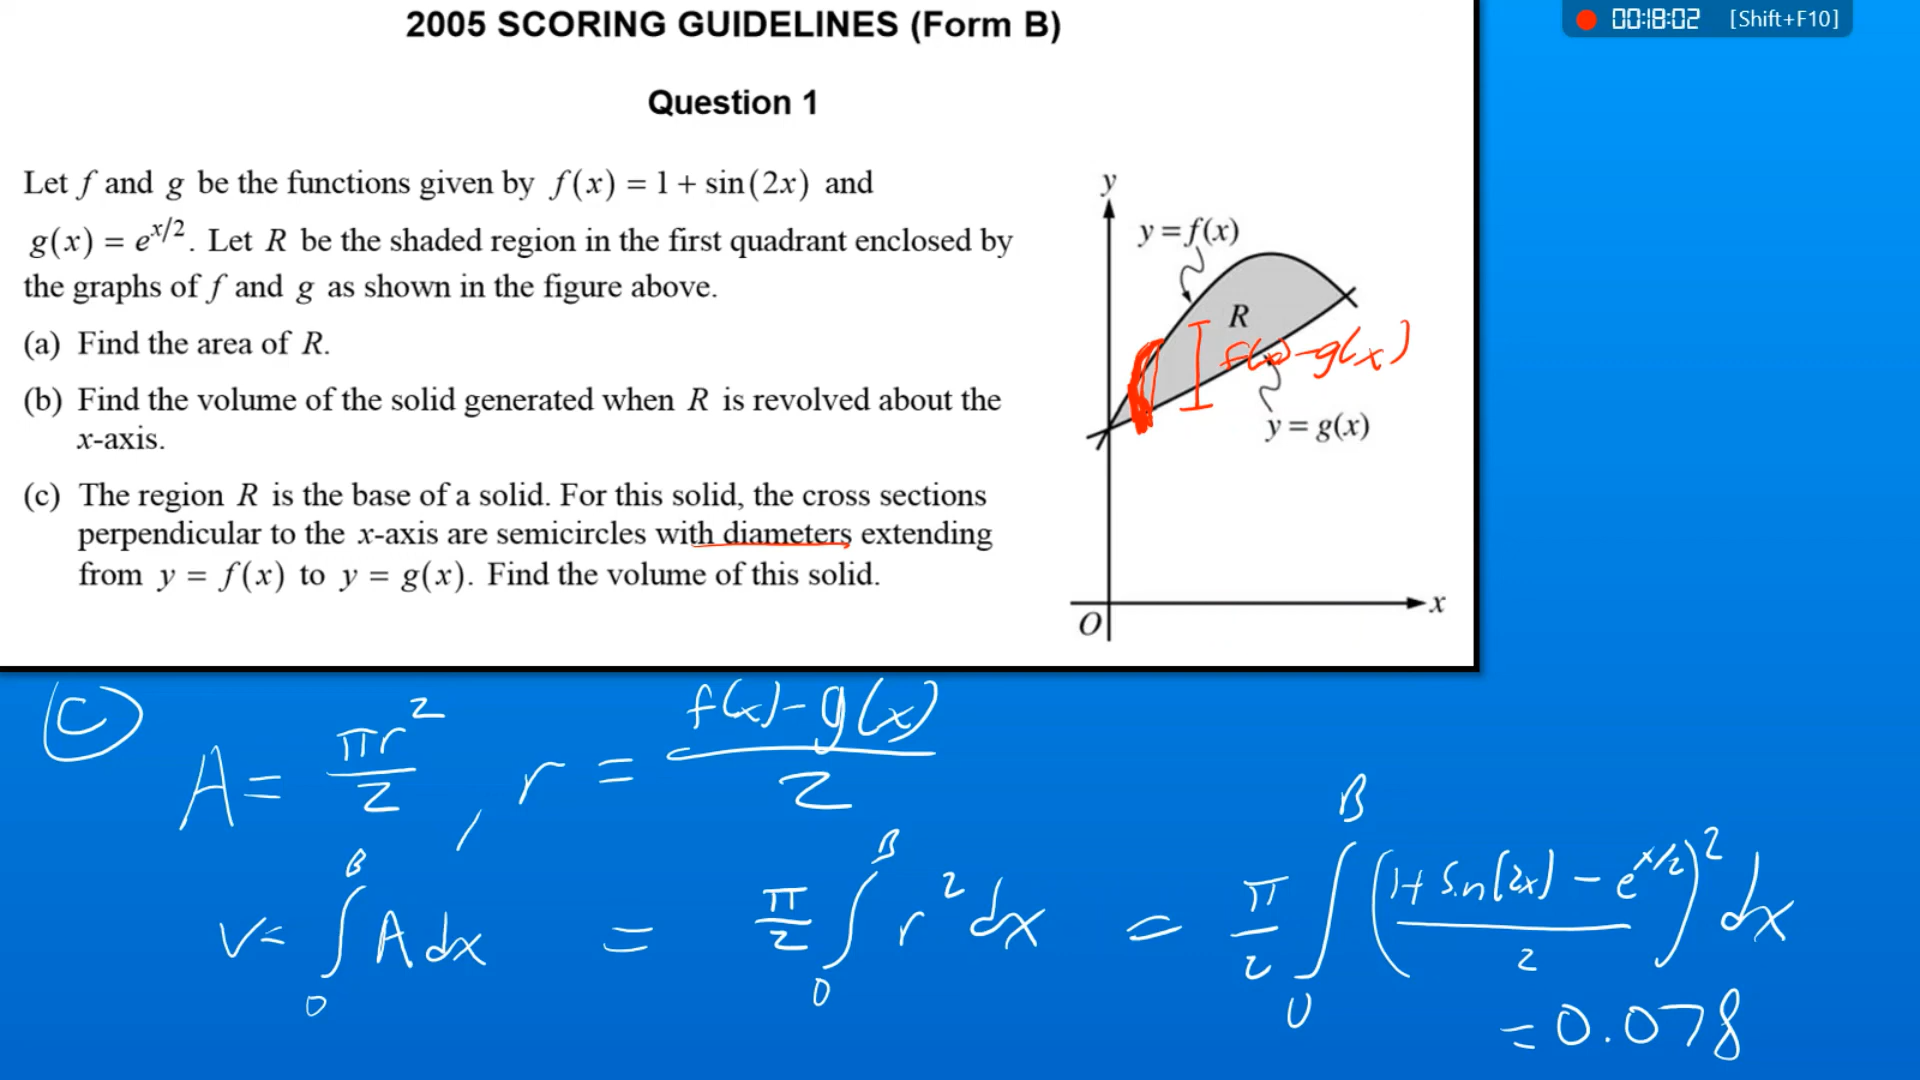 2005 SCORING GUIDELINES (Form B)
00:18:02 [Shift+F10]
Question 1
Let f and g be the functions given by f(x) = 1 + sin(2x) and
g(x) = e^{x/2}. Let R be the shaded region in the first quadrant enclosed by
the graphs of f and g as shown in the figure above.
(a) Find the area of R.
(b) Find the volume of the solid generated when R is revolved about the
x-axis.
(c) The region R is the base of a solid. For this solid, the cross sections
perpendicular to the x-axis are semicircles with diameters extending
from y = f(x) to y = g(x). Find the volume of this solid.
y
y = f(x)
R
f(x)-g(x)
y = g(x)
x
O
C
A = πr²/2 , r = (f(x)-g(x))/2
V= ∫_0^B A dx = π/2 ∫_0^B r² dx = π/2 ∫_0^B ((1+sin(2x) - e^{x/2})/2)² dx
= 0.078